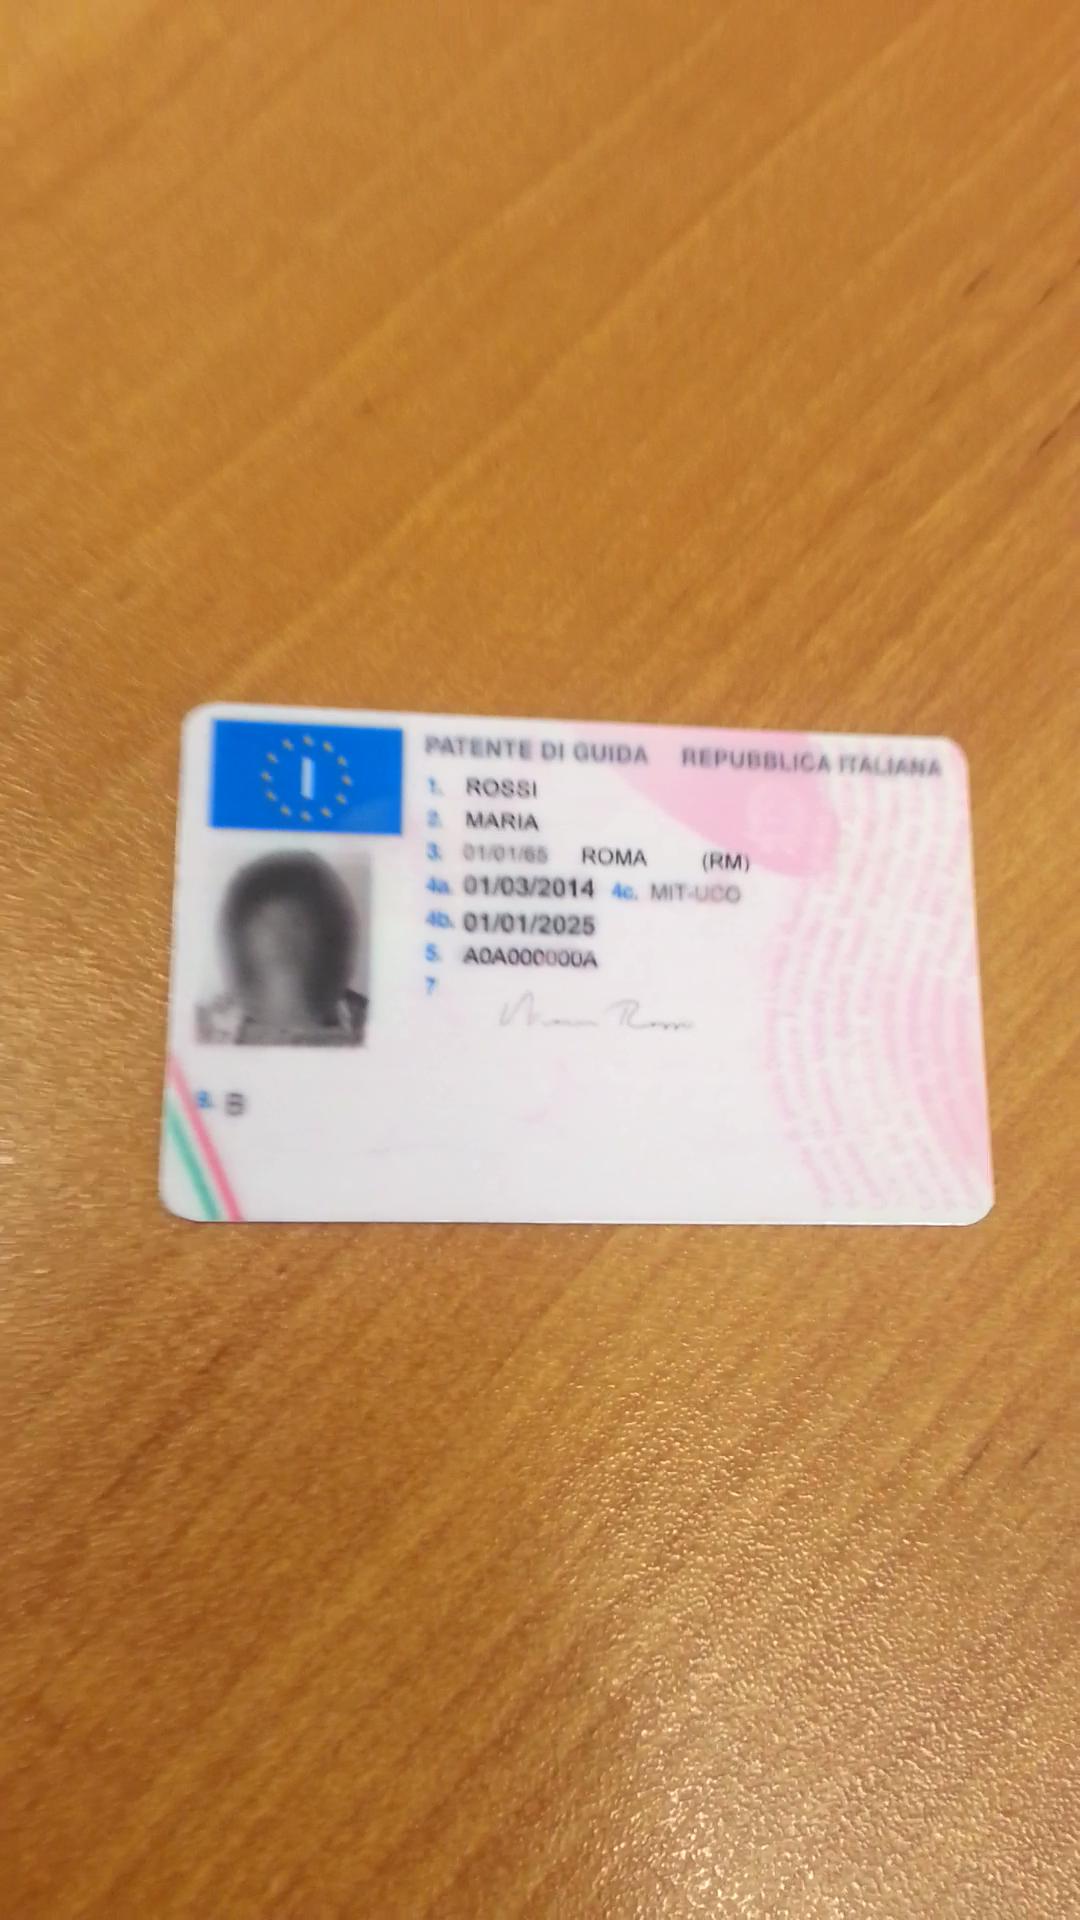 I
PATENTE DI GUIDA REPUBBLICA ITALIANA
1. ROSSI
2. MARIA
3. 01/01/65 ROMA (RM)
4a. 01/03/2014 4c. MIT-UCO
4b. 01/01/2025
5. A0A000000A
7
Maria Rossi
9. B